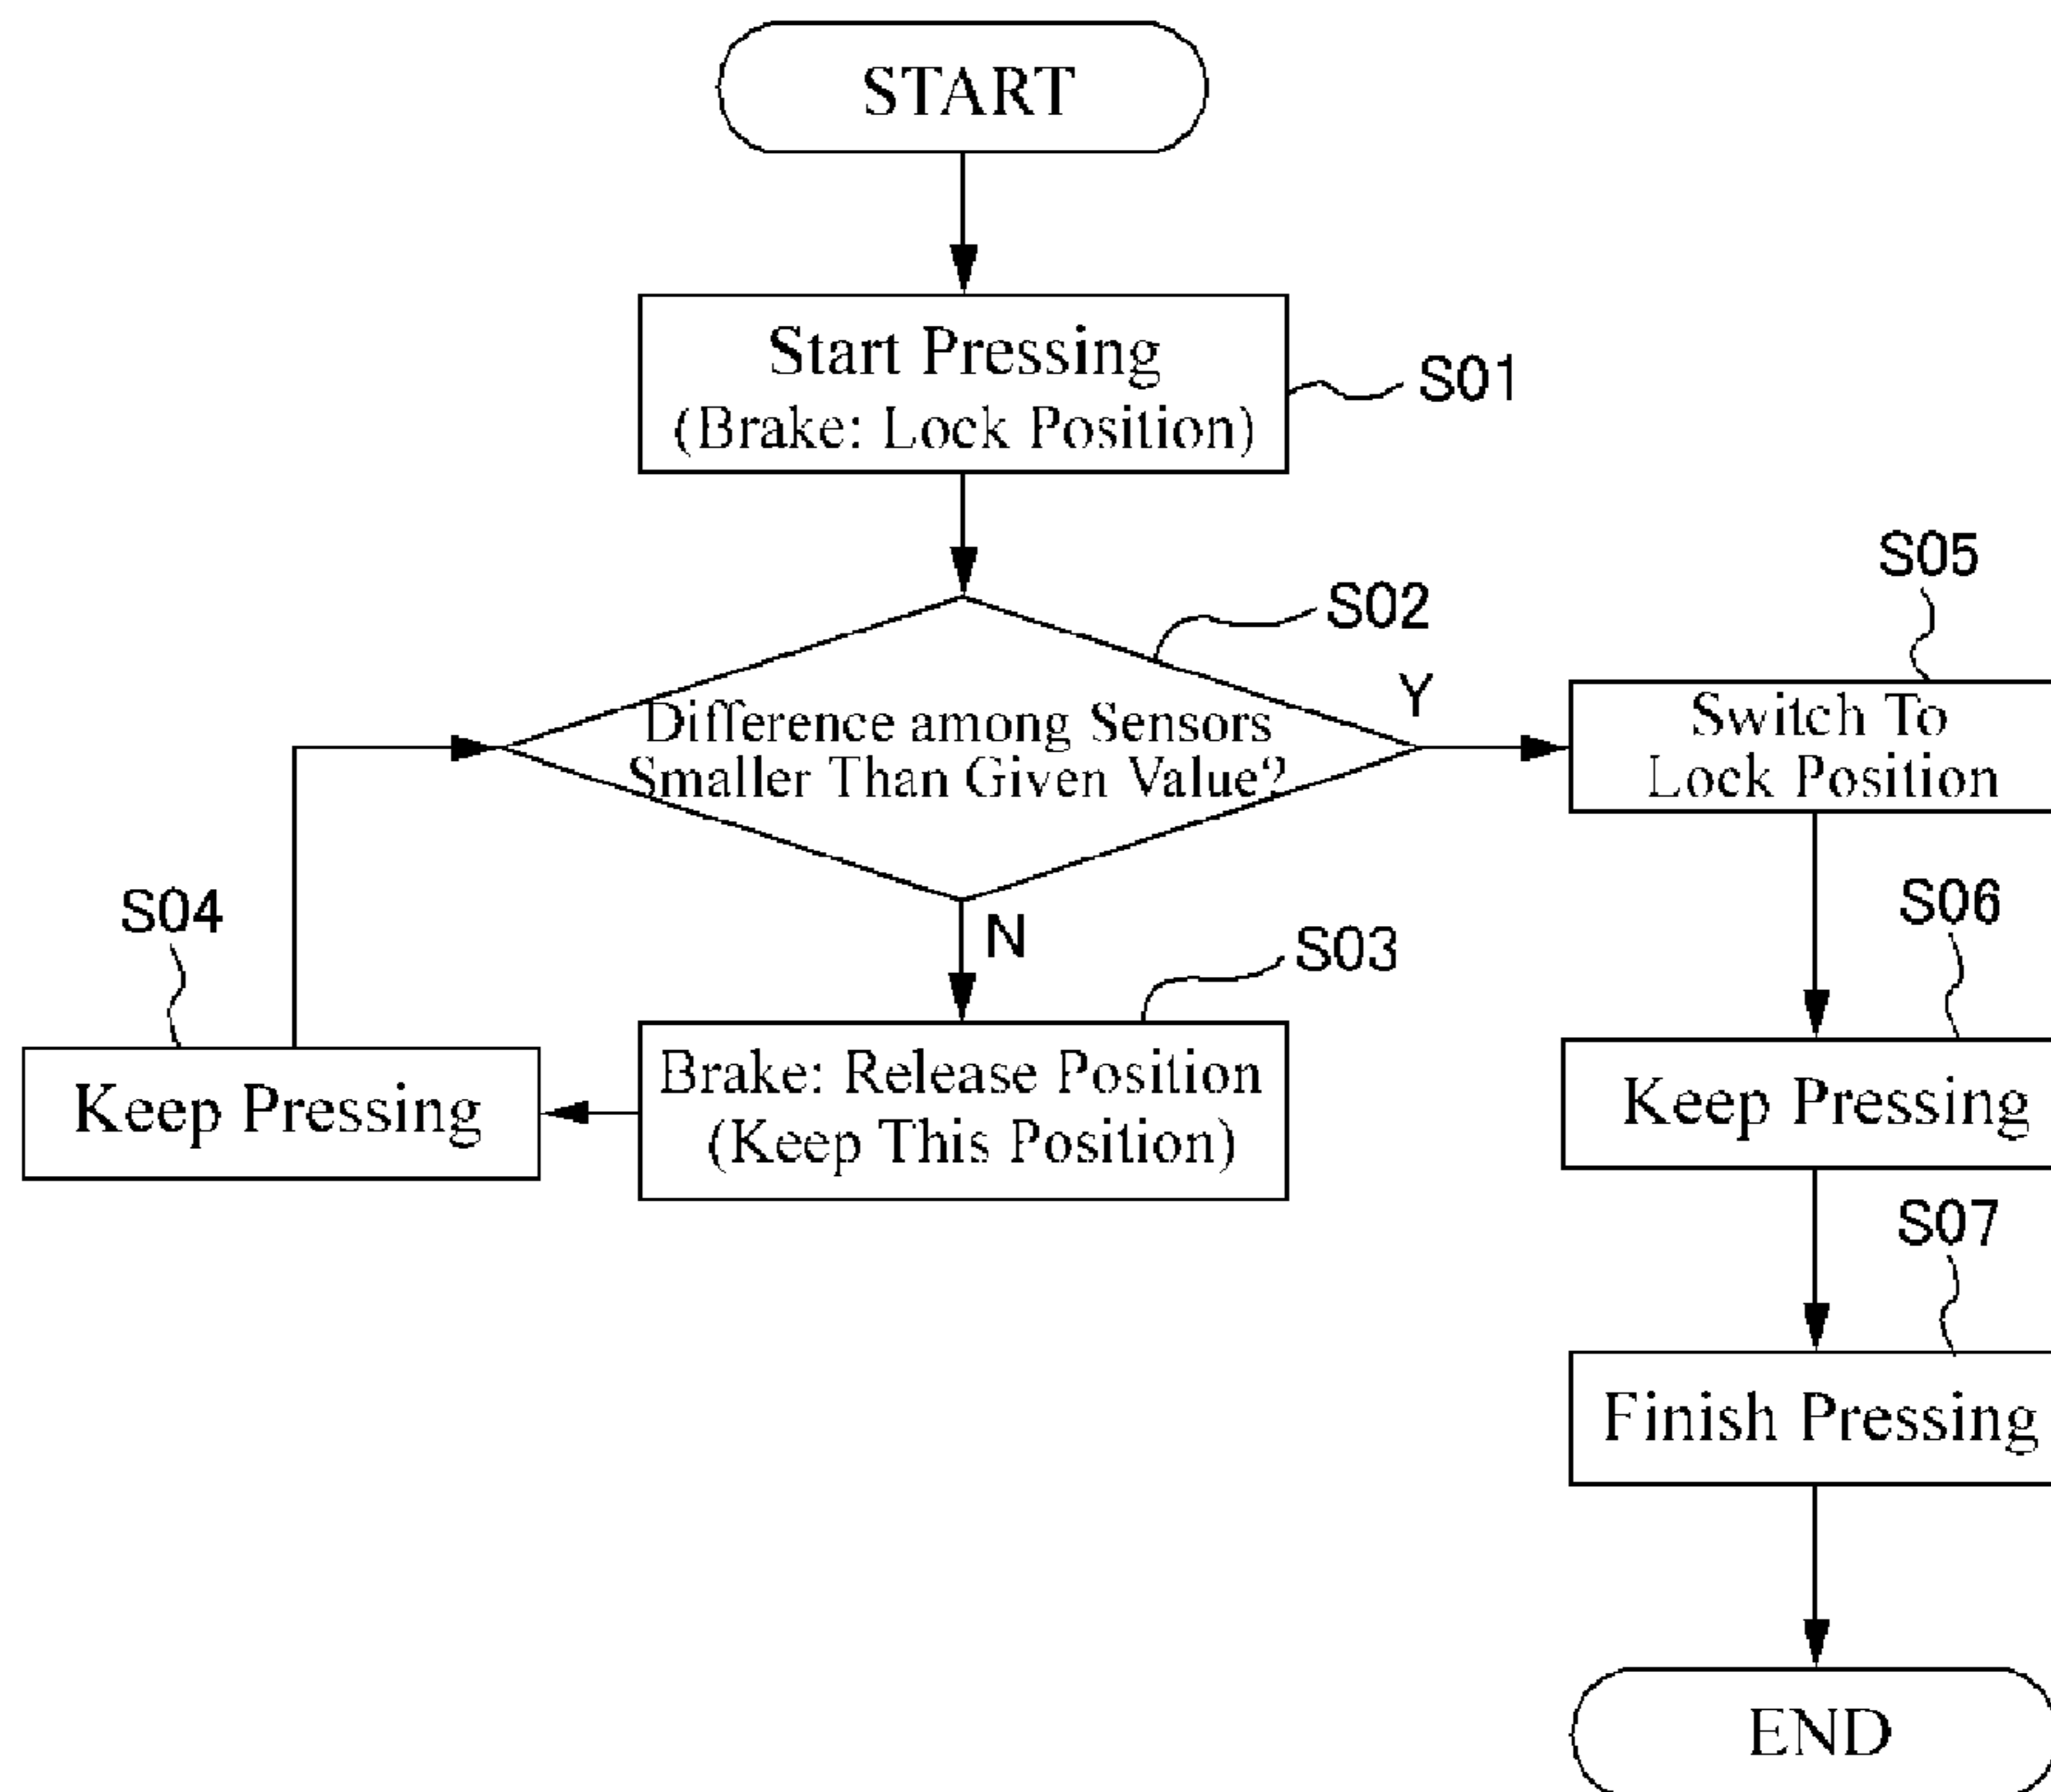 START
Start Pressing
(Brake: Lock Position)
S01
S02
Difference among Sensors
Smaller Than Given Value?
Y
N
S05
Switch To
Lock Position
S04
Keep Pressing
S03
Brake: Release Position
(Keep This Position)
S06
Keep Pressing
S07
Finish Pressing
END